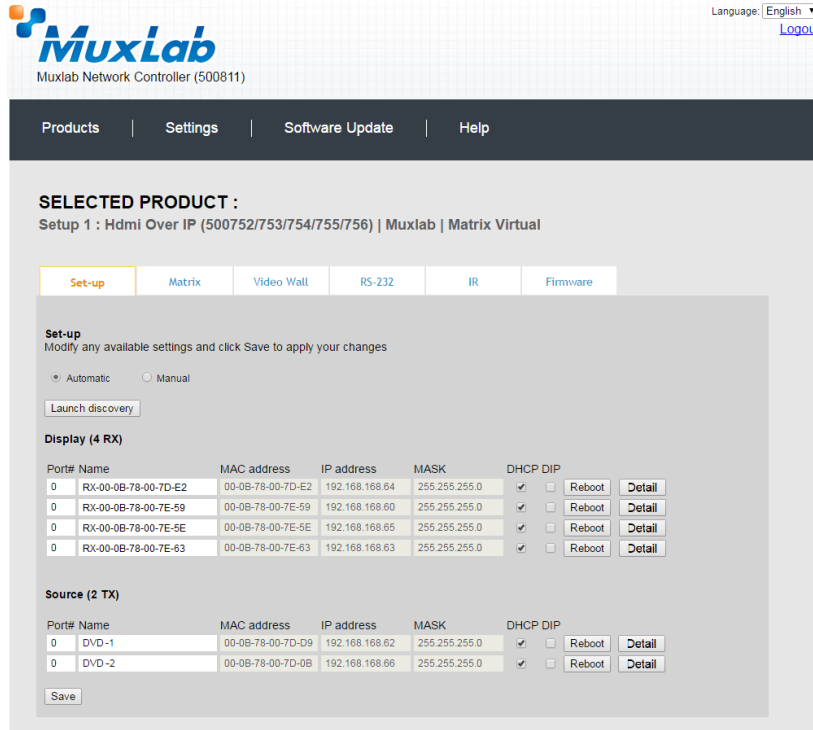 Language: English
MuxLab
Muxlab Network Controller (500811)
Products | Settings | Software Update | Help
SELECTED PRODUCT :
Setup 1 : Hdmi Over IP (500752/753/754/755/756) | Muxlab | Matrix Virtual
Set-up Matrix Video Wall RS-232 IR Firmware
Set-up
Modify any available settings and click Save to apply your changes
Automatic Manual
Launch discovery
Display (4 RX)
Port# Name MAC address IP address MASK DHCP DIP
0 RX-00-0B-78-00-7D-E2 00-0B-78-00-7D-E2 192.168.168.64 255.255.255.0 Reboot Detail
0 RX-00-0B-78-00-7E-59 00-0B-78-00-7E-59 192.168.168.60 255.255.255.0 Reboot Detail
0 RX-00-0B-78-00-7E-5E 00-0B-78-00-7E-5E 192.168.168.65 255.255.255.0 Reboot Detail
0 RX-00-0B-78-00-7E-63 00-0B-78-00-7E-63 192.168.168.63 255.255.255.0 Reboot Detail
Source (2 TX)
Port# Name MAC address IP address MASK DHCP DIP
0 DVD-1 00-0B-78-00-7D-D9 192.168.168.62 255.255.255.0 Reboot Detail
0 DVD-2 00-0B-78-00-7D-0B 192.168.168.66 255.255.255.0 Reboot Detail
Save